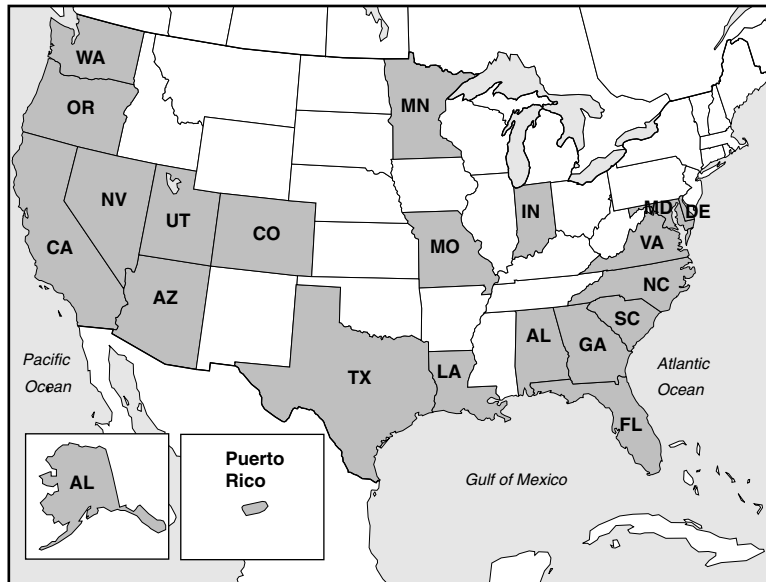 WA
OR
MN
NV
UT
CO
CA
AZ
MO
IN
MD
DE
VA
NC
SC
AL
GA
LA
TX
FL
Pacific
Ocean
Atlantic
Ocean
Gulf of Mexico
AL
Puerto
Rico